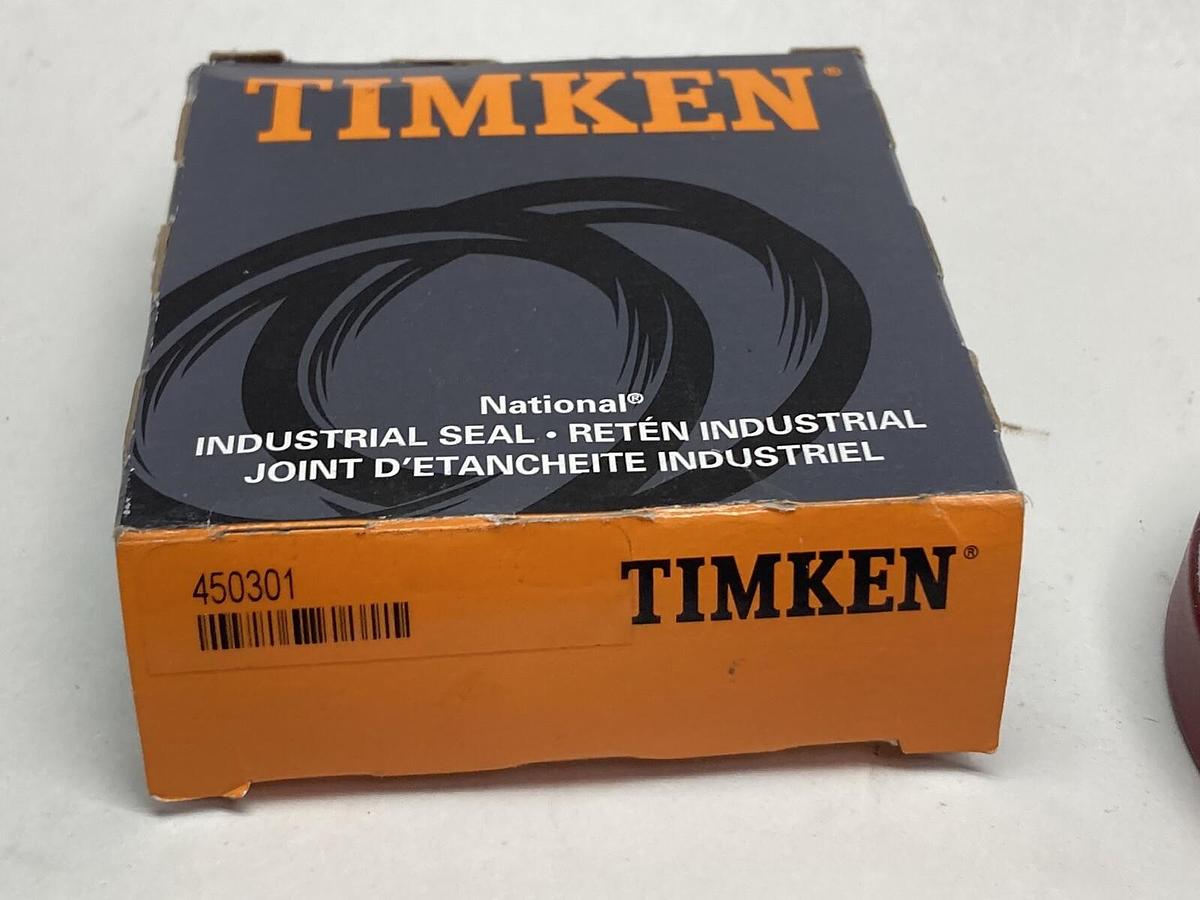 TIMKEN®
National®
INDUSTRIAL SEAL • RETÉN INDUSTRIAL
JOINT D'ETANCHEITE INDUSTRIEL
450301
TIMKEN®